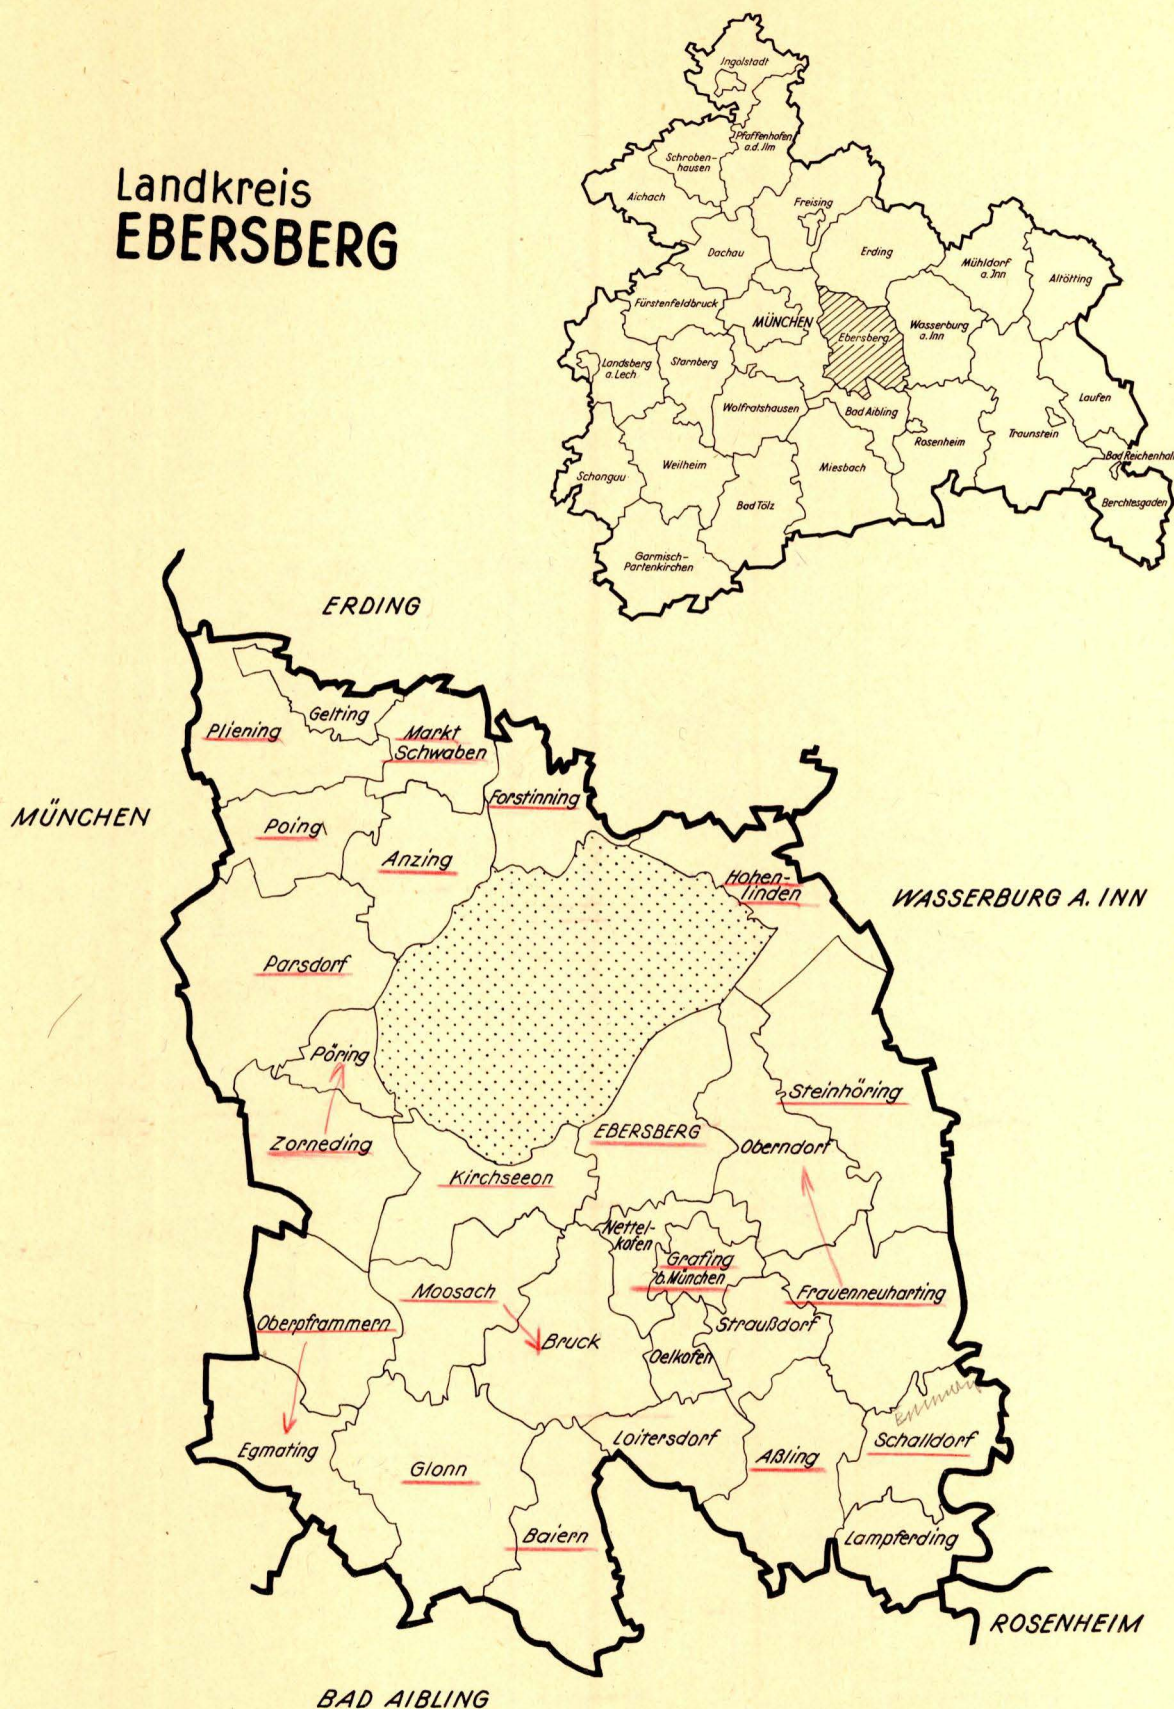 Landkreis
EBERSBERG
Ingolstadt
Pfaffenhofen
a.d. Ilm
Schroben-
hausen
Aichach
Freising
Dachau
Erding
Mühldorf
a. Inn
Altötting
Fürstenfeldbruck
MÜNCHEN
Ebersberg
Wasserburg
a. Inn
Landsberg
a. Lech
Starnberg
Wolfratshausen
Bad Aibling
Rosenheim
Traunstein
Laufen
Bad Reichenhall
Schongau
Weilheim
Bad Tölz
Miesbach
Berchtesgaden
Garmisch-
Partenkirchen
ERDING
Pliening
Gelting
Markt
Schwaben
Forstinning
MÜNCHEN
Poing
Anzing
Hohen-
linden
WASSERBURG A. INN
Parsdorf
Pöring
Steinhöring
Zorneding
EBERSBERG
Oberndorf
Kirchseeon
Nettel-
kofen
Grafing
b. München
Moosach
Frauenneuharting
Oberpframmern
Bruck
Straußdorf
Oelkofen
Egmating
Glonn
Loitersdorf
Aßling
Schalldorf
Baiern
Lampferding
ROSENHEIM
BAD AIBLING